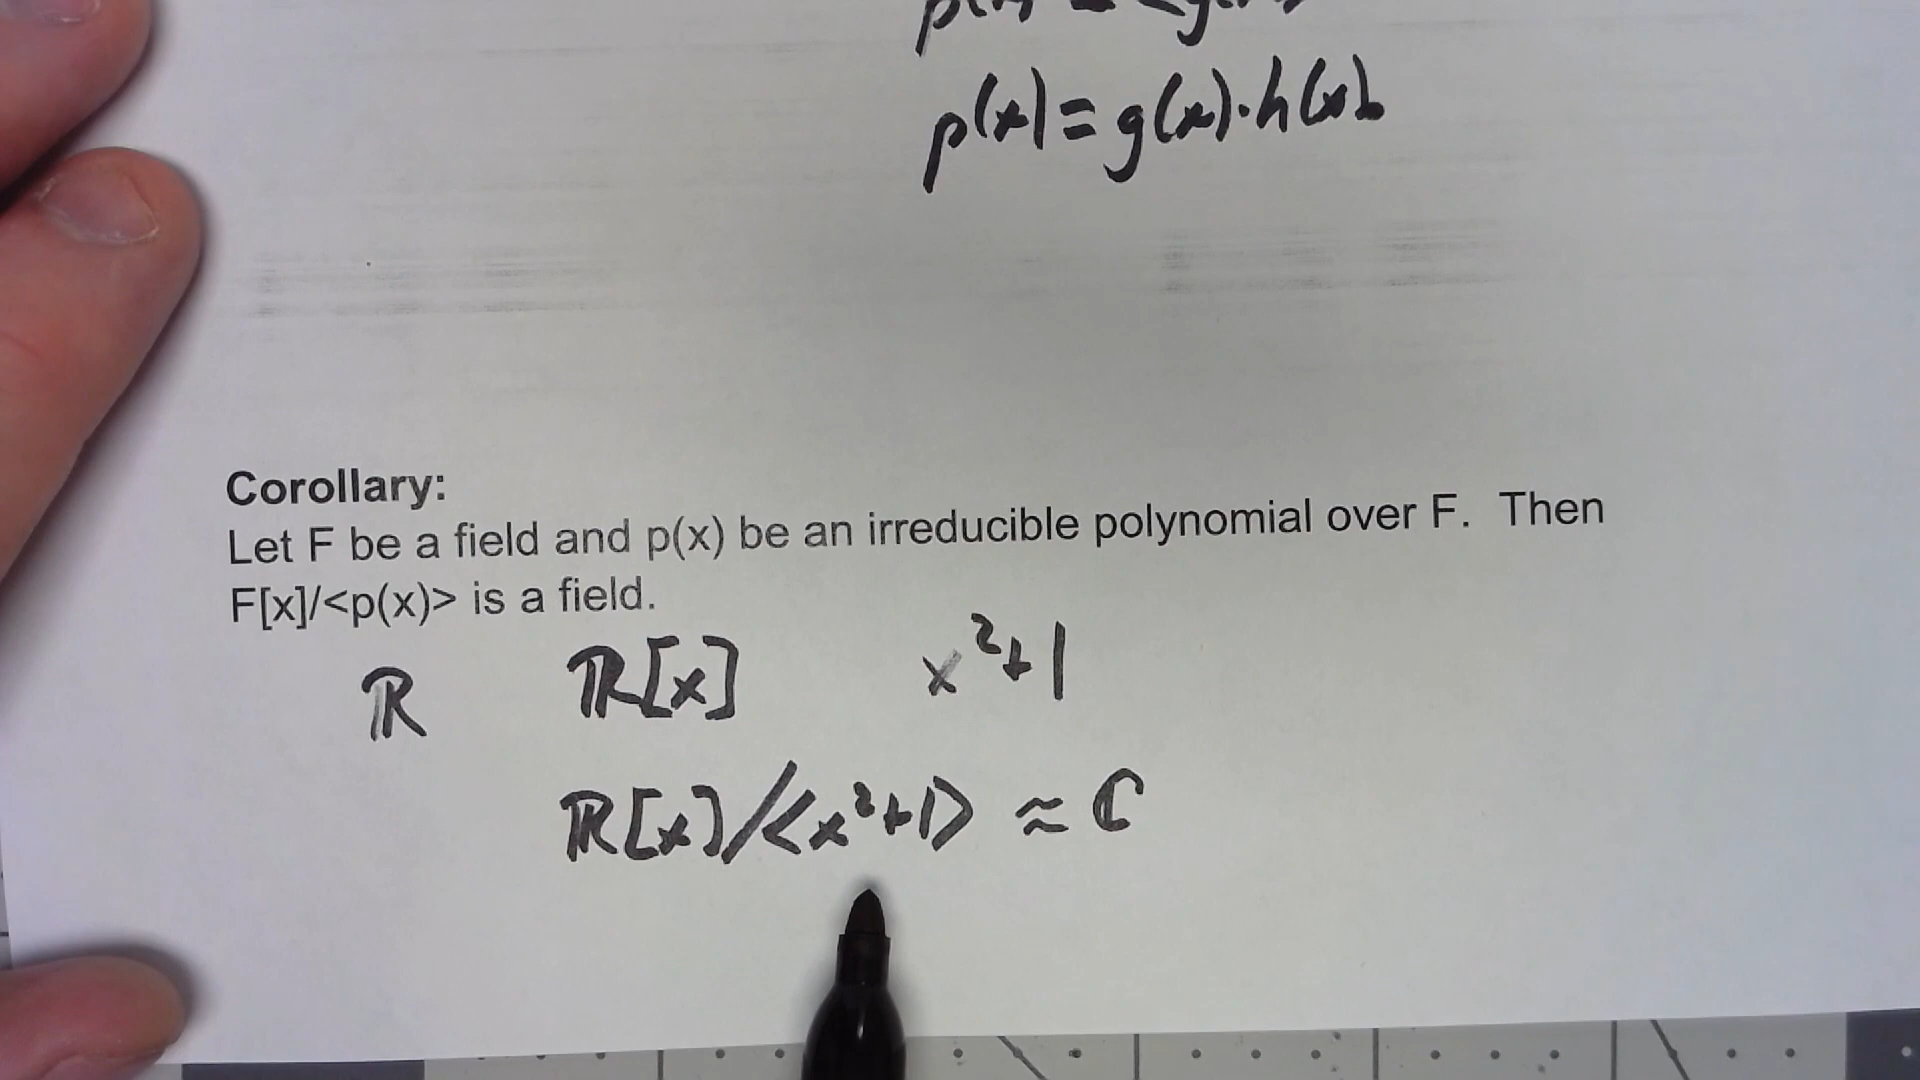 p(x) = g(x)·h(x)
Corollary:
Let F be a field and p(x) be an irreducible polynomial over F. Then
F[x]/<p(x)> is a field.
ℝ ℝ[x] x²+1
ℝ[x]/<x²+1> ≈ ℂ